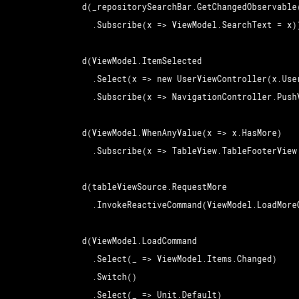 d(_repositorySearchBar.GetChangedObservable(
.Subscribe(x => ViewModel.SearchText = x)
d(ViewModel.ItemSelected
.Select(x => new UserViewController(x.User
.Subscribe(x => NavigationController.PushV
d(ViewModel.WhenAnyValue(x => x.HasMore)
.Subscribe(x => TableView.TableFooterView
d(tableViewSource.RequestMore
.InvokeReactiveCommand(ViewModel.LoadMoreC
d(ViewModel.LoadCommand
.Select(_ => ViewModel.Items.Changed)
.Switch()
.Select(_ => Unit.Default)